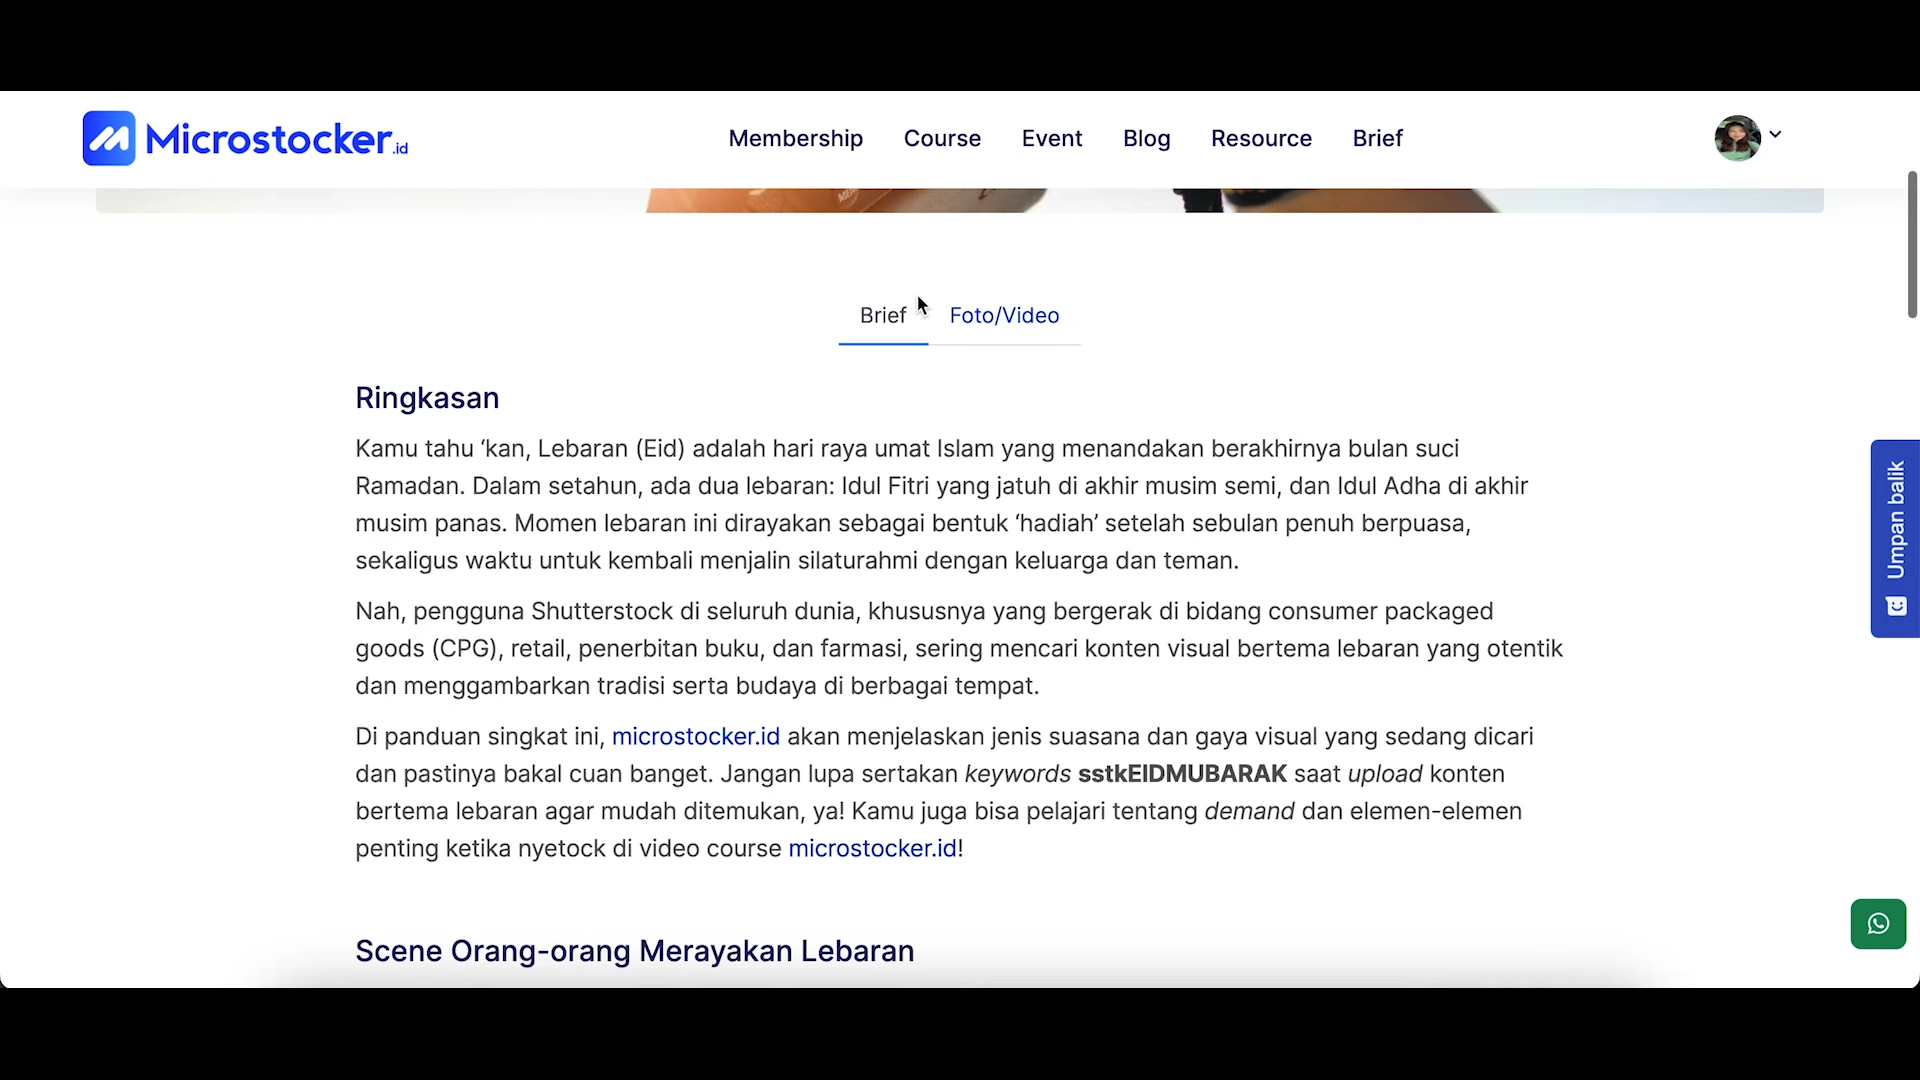 Microstocker.id
Membership Course Event Blog Resource Brief
Brief Foto/Video
Ringkasan
Kamu tahu ‘kan, Lebaran (Eid) adalah hari raya umat Islam yang menandakan berakhirnya bulan suci
Ramadan. Dalam setahun, ada dua lebaran: Idul Fitri yang jatuh di akhir musim semi, dan Idul Adha di akhir
musim panas. Momen lebaran ini dirayakan sebagai bentuk ‘hadiah’ setelah sebulan penuh berpuasa,
sekaligus waktu untuk kembali menjalin silaturahmi dengan keluarga dan teman.
Nah, pengguna Shutterstock di seluruh dunia, khususnya yang bergerak di bidang consumer packaged
goods (CPG), retail, penerbitan buku, dan farmasi, sering mencari konten visual bertema lebaran yang otentik
dan menggambarkan tradisi serta budaya di berbagai tempat.
Di panduan singkat ini, microstocker.id akan menjelaskan jenis suasana dan gaya visual yang sedang dicari
dan pastinya bakal cuan banget. Jangan lupa sertakan keywords sstkEIDMUBARAK saat upload konten
bertema lebaran agar mudah ditemukan, ya! Kamu juga bisa pelajari tentang demand dan elemen-elemen
penting ketika nyetock di video course microstocker.id!
Scene Orang-orang Merayakan Lebaran
Umpan balik